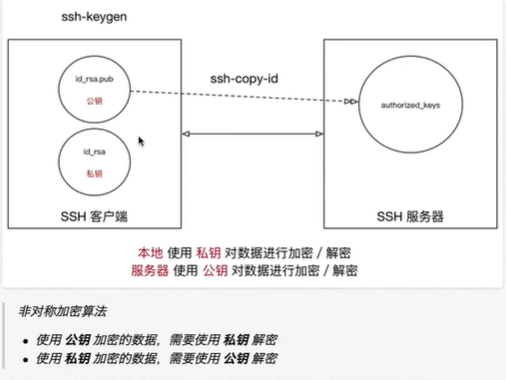 ssh-keygen
id_rsa.pub
公钥
ssh-copy-id
authorized_keys
id_rsa
私钥
SSH 客户端
SSH 服务器
本地 使用 私钥 对数据进行加密 / 解密
服务器 使用 公钥 对数据进行加密 / 解密
非对称加密算法
• 使用 公钥 加密的数据，需要使用 私钥 解密
• 使用 私钥 加密的数据，需要使用 公钥 解密